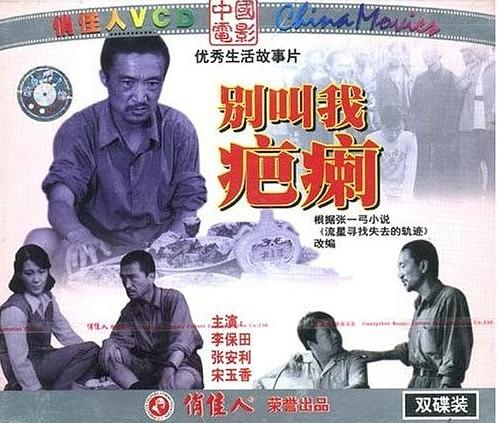 俏佳人VCD
中國
電影
China Movies
优秀生活故事片
别叫我
疤瘌
根据张一弓小说
《流星寻找失去的轨迹》
改编
主演:
李保田
张安利
宋玉香
俏佳人
荣誉出品
双碟装